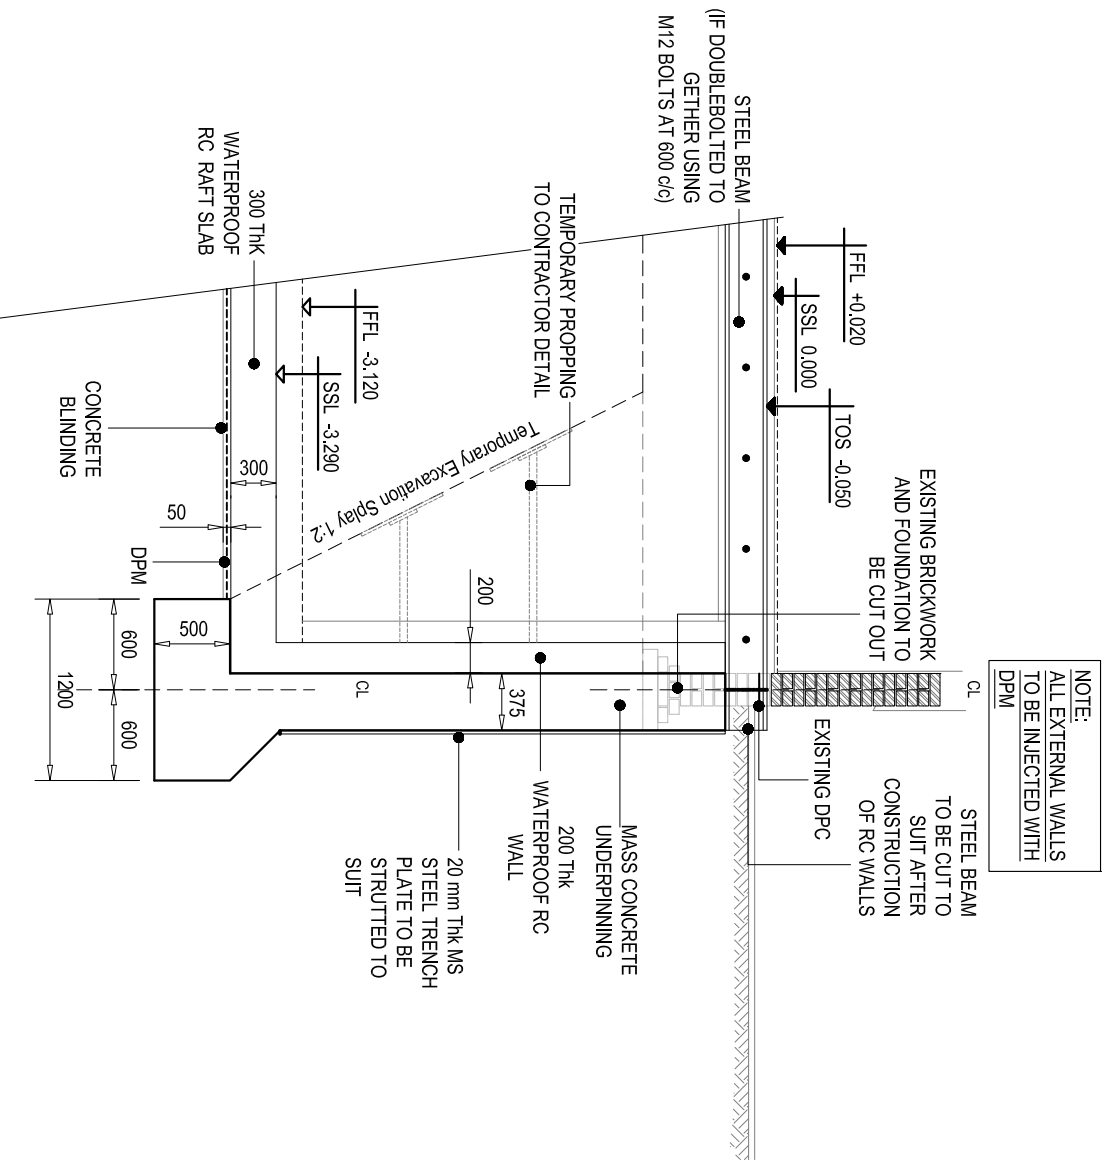 NOTE:
ALL EXTERNAL WALLS
TO BE INJECTED WITH
DPM
STEEL BEAM
(IF DOUBLEBOLTED TO
GETHER USING
M12 BOLTS AT 600 c/c)
FFL +0.020
SSL 0.000
TOS -0.050
EXISTING BRICKWORK
AND FOUNDATION TO
BE CUT OUT
CL
EXISTING DPC
STEEL BEAM
TO BE CUT TO
SUIT AFTER
CONSTRUCTION
OF RC WALLS
TEMPORARY PROPPING
TO CONTRACTOR DETAIL
Temporary Excavation Splay 1:2
200
375
MASS CONCRETE
UNDERPINNING
200 Thk
WATERPROOF RC
WALL
20 mm Thk MS
STEEL TRENCH
PLATE TO BE
STRUTTED TO
SUIT
FFL -3.120
SSL -3.290
CL
300 ThK
WATERPROOF
RC RAFT SLAB
300
50
CONCRETE
BLINDING
DPM
500
600
600
1200